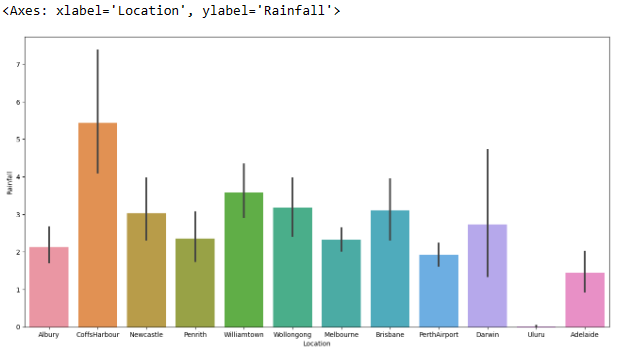 <Axes: xlabel='Location', ylabel='Rainfall'>
7
6
5
4
3
2
1
0
Rainfall
Albury CoffsHarbour Newcastle Penrith Williamtown Wollongong Melbourne Brisbane PerthAirport Darwin Uluru Adelaide
Location